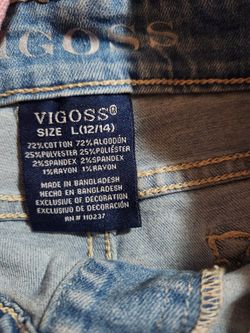 GOSS
VIGOSS®
SIZE L(12/14)
72%COTTON 72%ALGODÓN
25%POLYESTER 25%POLIÉSTER
2%SPANDEX 2%SPANDEX
1%RAYON 1%RAYON
MADE IN BANGLADESH
HECHO EN BANGLADESH
EXCLUSIVE OF DECORATION
EXCLUSIVO DE DECORACIÓN
RN# 110237